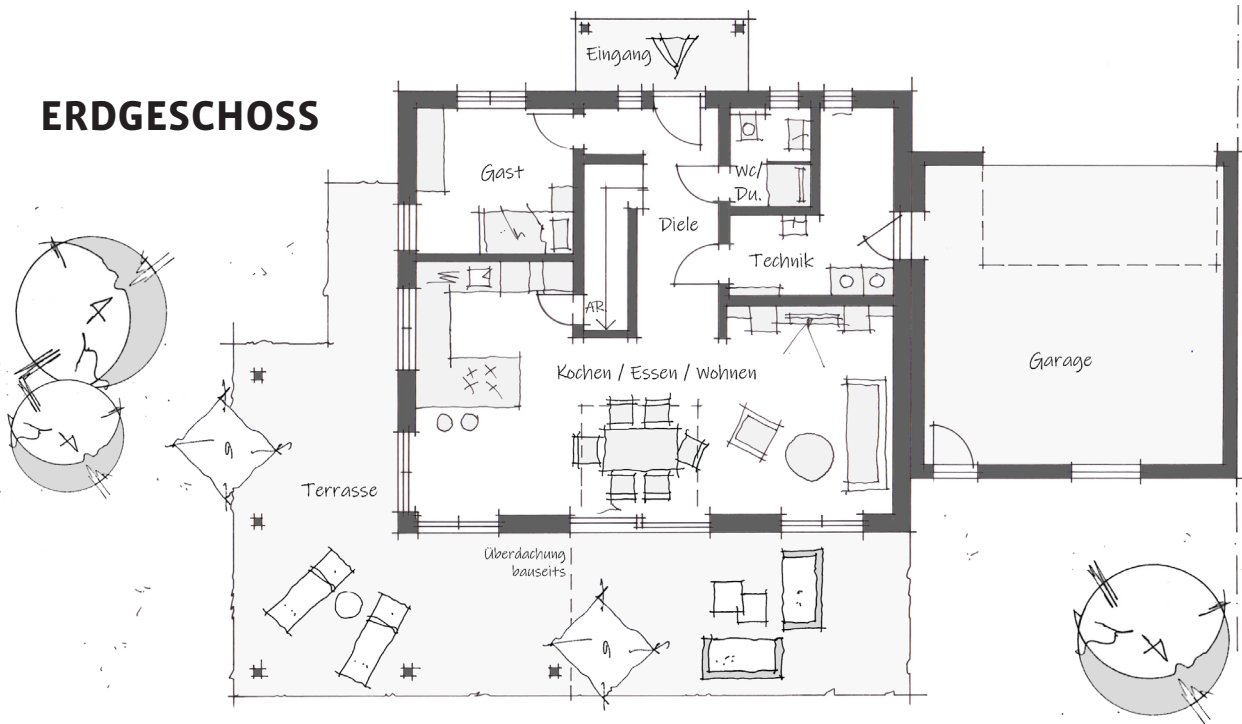 Eingang
ERDGESCHOSS
Gast
Wc/
Du.
Diele
Technik
AR
Garage
Kochen / Essen / Wohnen
Terrasse
Überdachung
bauseits